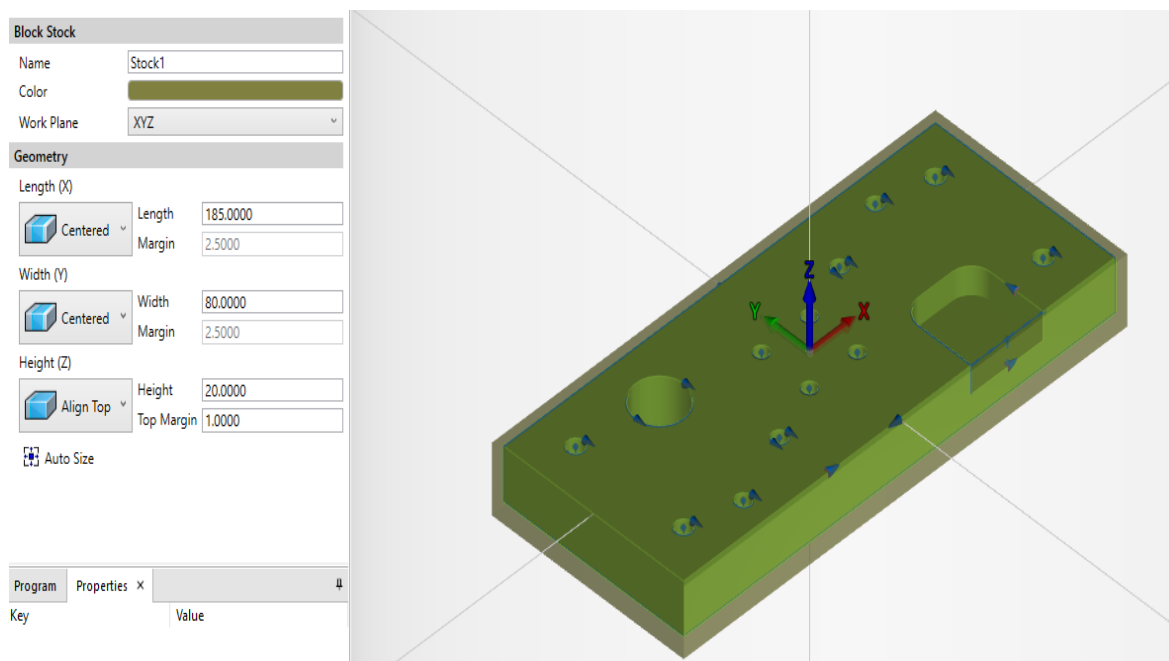 Block Stock
Name Stock1
Color
Work Plane XYZ
Geometry
Length (X)
Centered
Length 185.0000
Margin 2.5000
Width (Y)
Centered
Width 80.0000
Margin 2.5000
Height (Z)
Align Top
Height 20.0000
Top Margin 1.0000
Auto Size
Program Properties
Key Value
Z
Y X